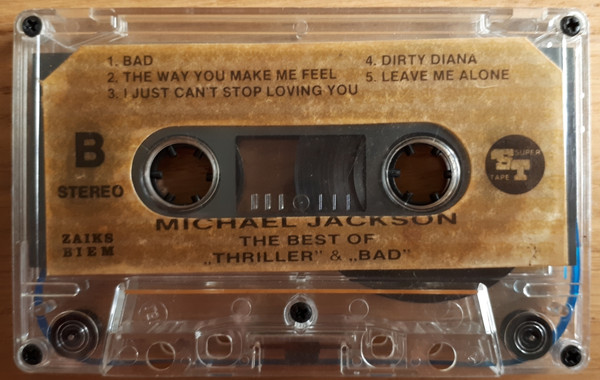 1. BAD
2. THE WAY YOU MAKE ME FEEL
3. I JUST CAN'T STOP LOVING YOU
4. DIRTY DIANA
5. LEAVE ME ALONE
B
STEREO
SUPER
ET
TAPE
ZAIKS
BIEM
MICHAEL JACKSON
THE BEST OF
„THRILLER" & „BAD"